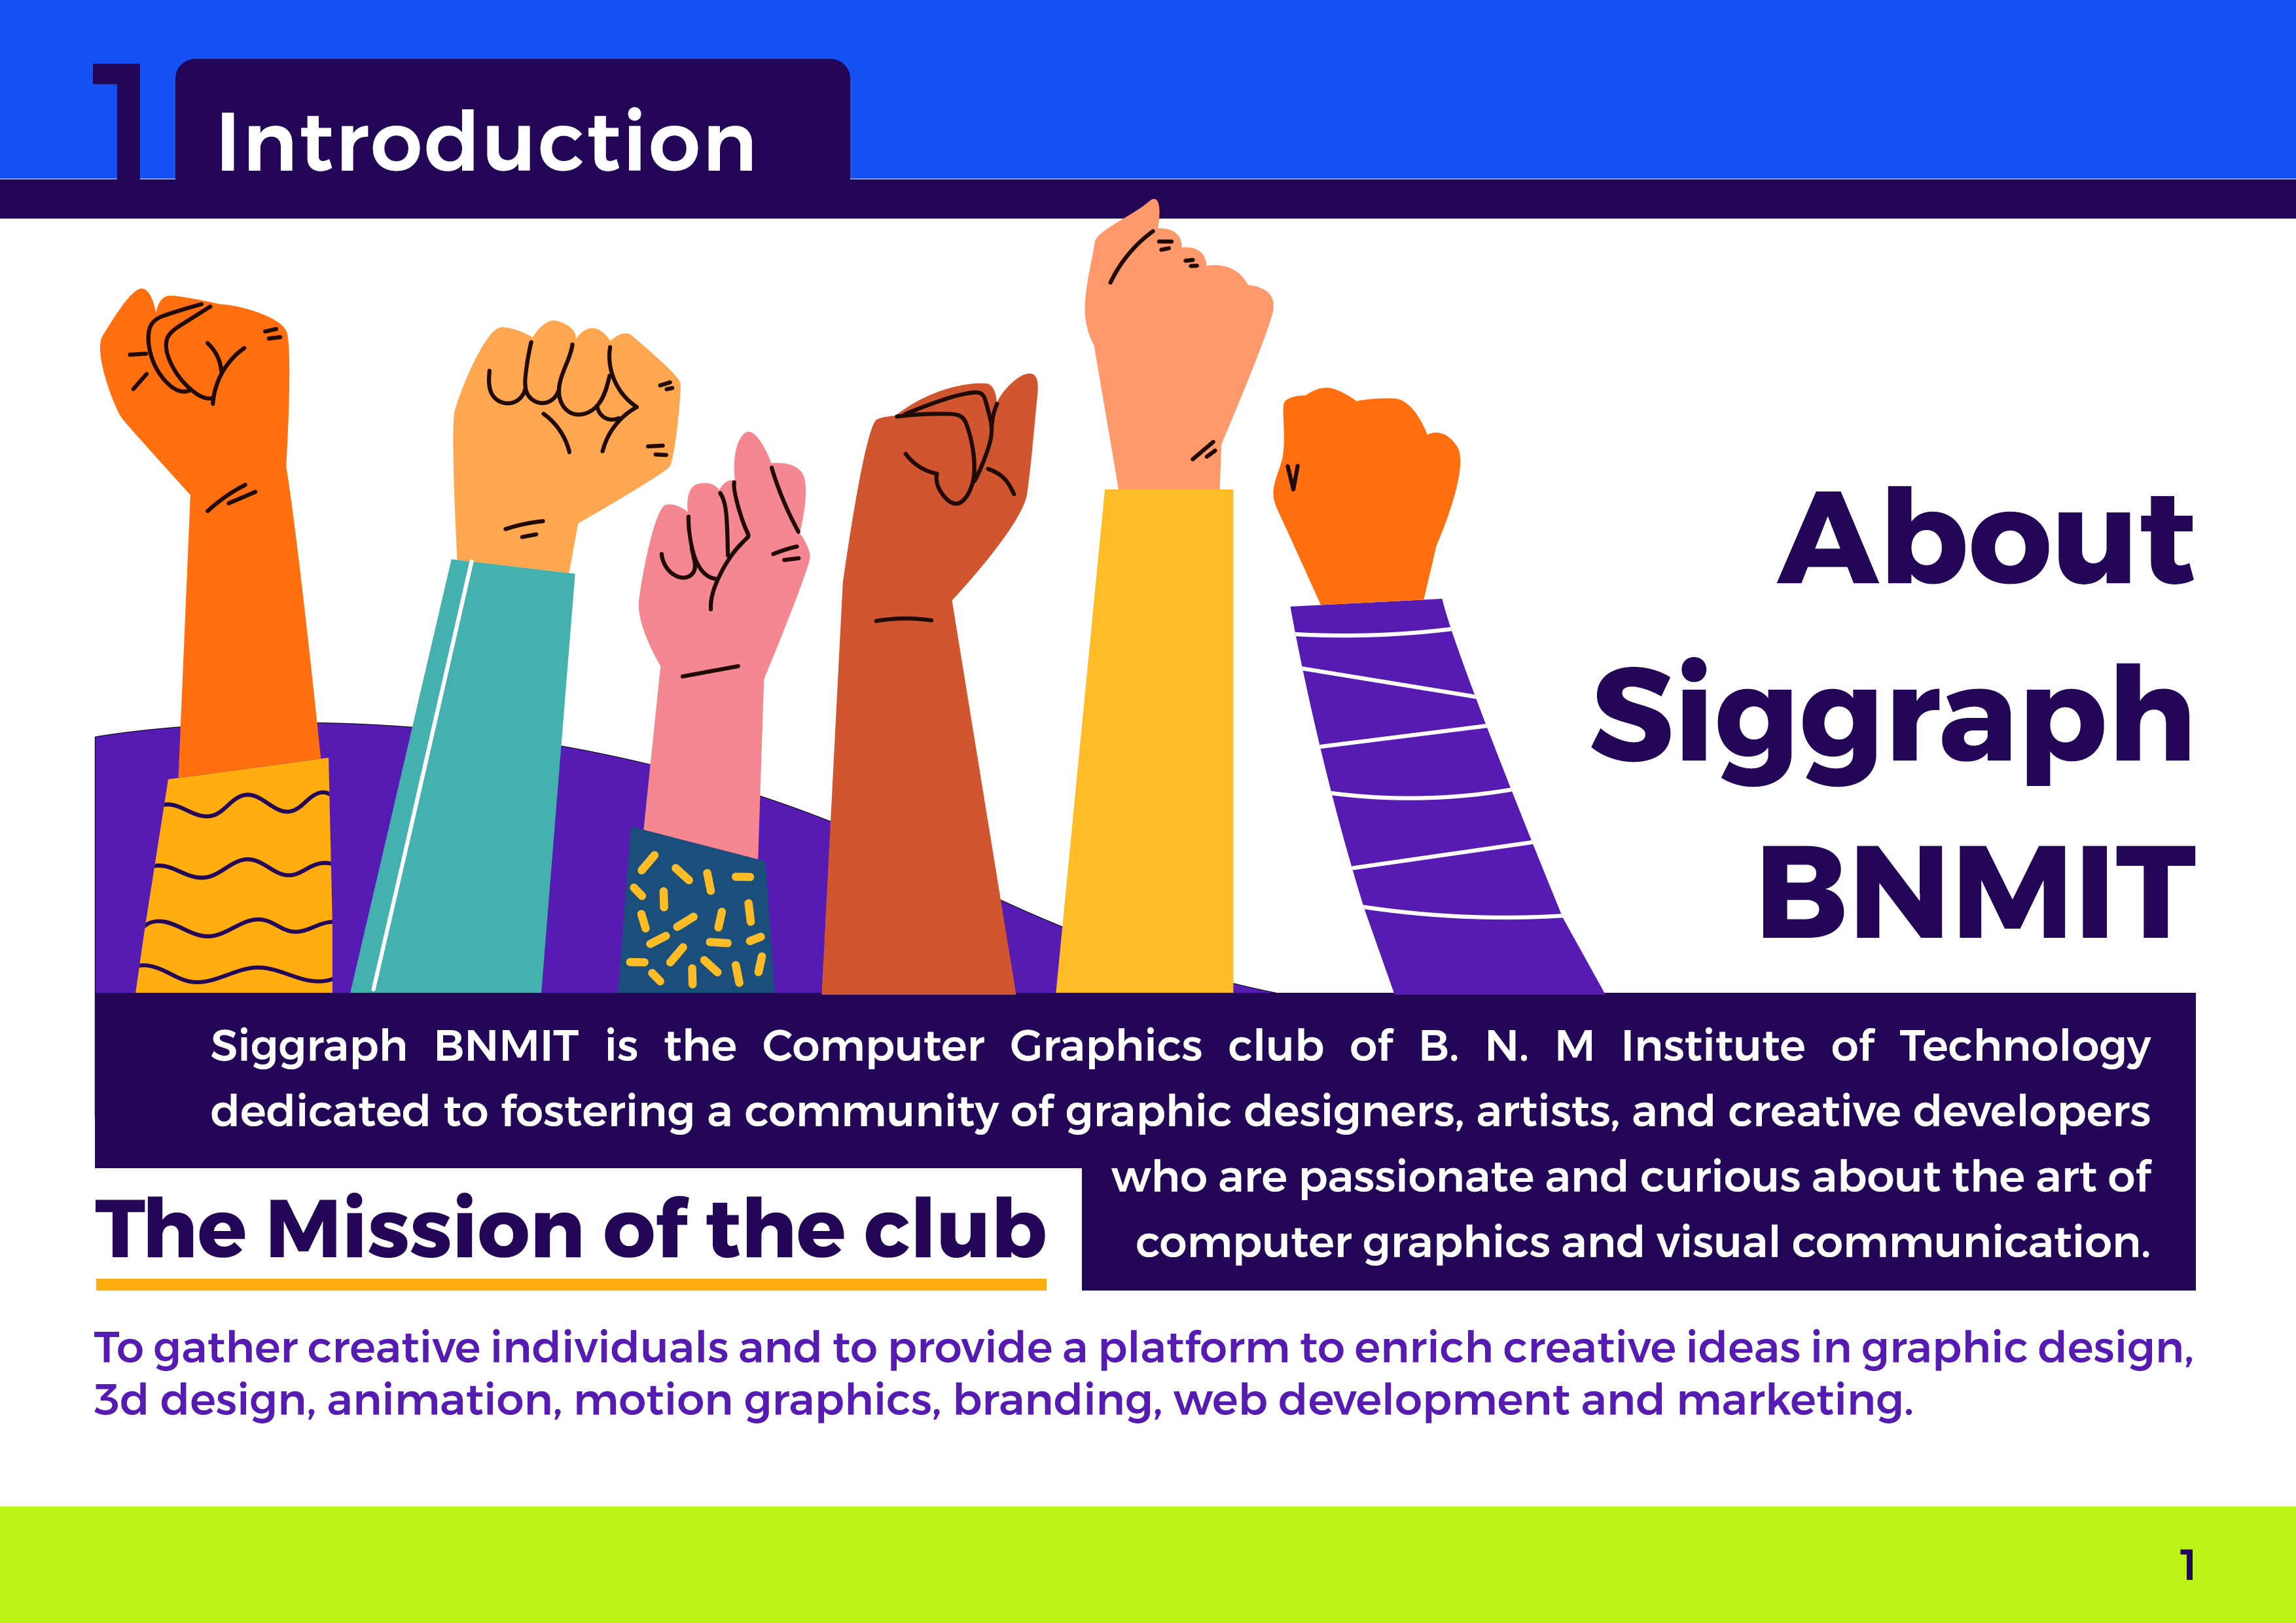 1
Introduction
About
Siggraph
BNMIT
Siggraph BNMIT is the Computer Graphics club of B. N. M Institute of Technology
dedicated to fostering a community of graphic designers, artists, and creative developers
who are passionate and curious about the art of
computer graphics and visual communication.
The Mission of the club
To gather creative individuals and to provide a platform to enrich creative ideas in graphic design,
3d design, animation, motion graphics, branding, web development and marketing.
1